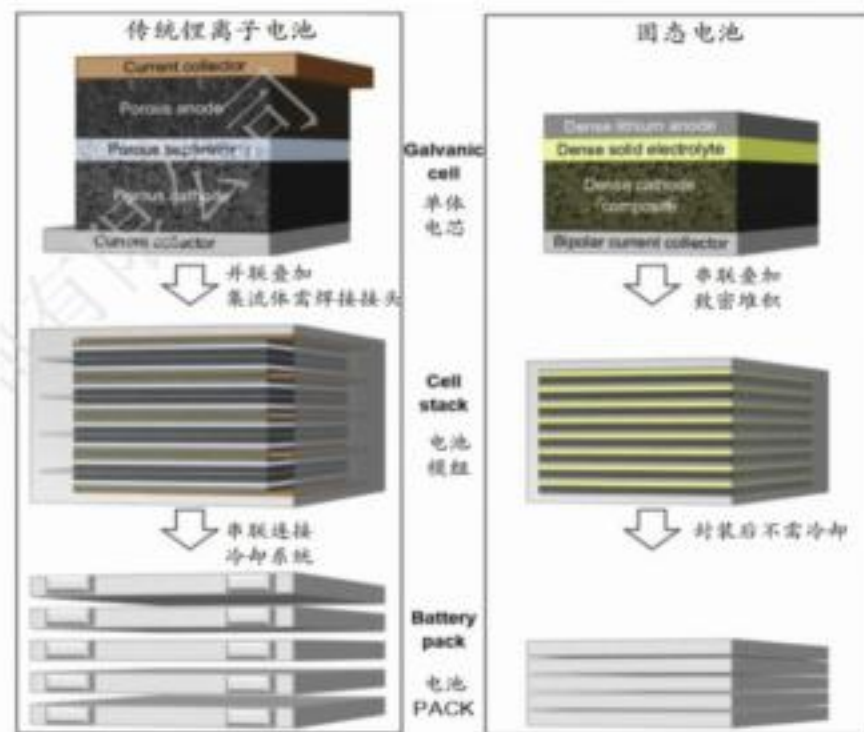 传统锂离子电池
Current collector
Porous anode
Porous separator
Porous cathode
Current collector
并联叠加
集流体需焊接接头
串联连接
冷却系统
Galvanic
cell
单体
电芯
Cell
stack
电池
模组
Battery
pack
电池
PACK
固态电池
Dense lithium anode
Dense solid electrolyte
Dense cathode
composite
Bipolar current collector
串联叠加
致密堆积
封装后不需冷却
有限公司